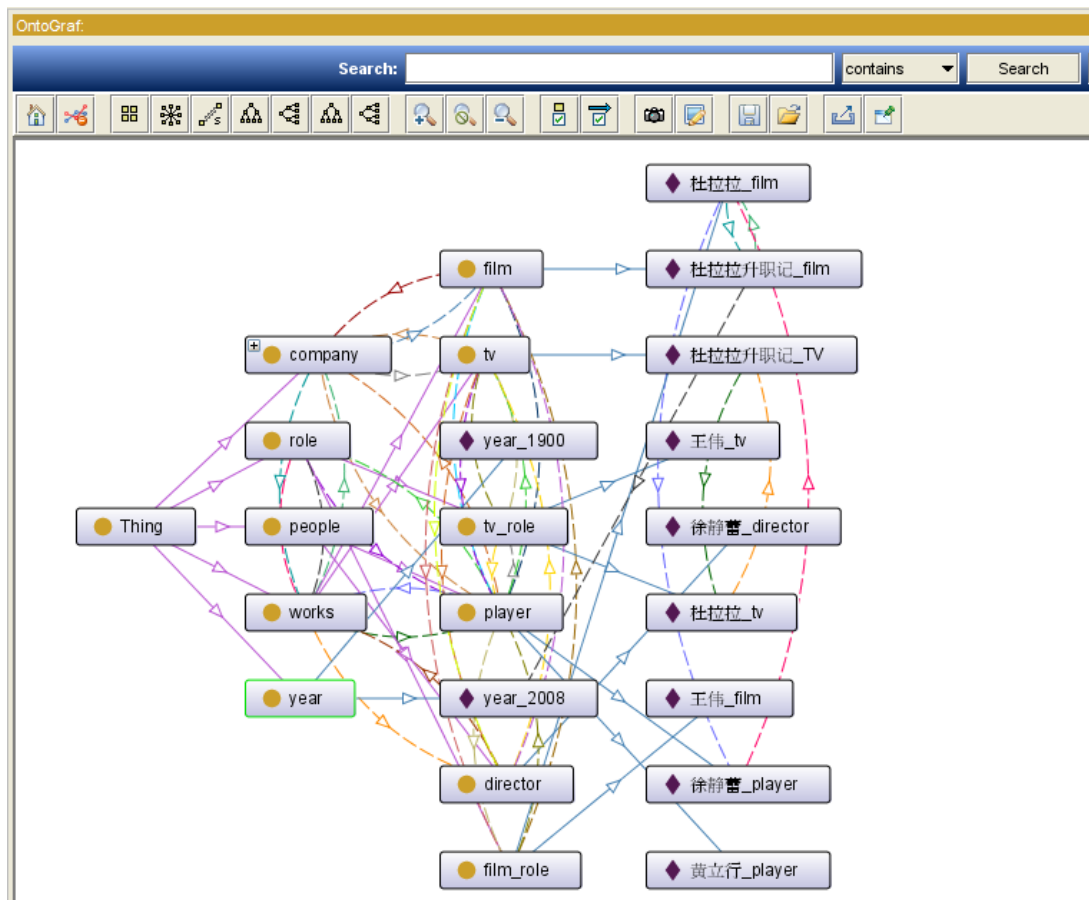 OntoGraf:
Search:
contains
Search
杜拉拉_film
film
杜拉拉升职记_film
company
tv
杜拉拉升职记_TV
role
year_1900
王伟_tv
Thing
people
tv_role
徐静蕾_director
works
player
杜拉拉_tv
year
year_2008
王伟_film
director
徐静蕾_player
film_role
黄立行_player